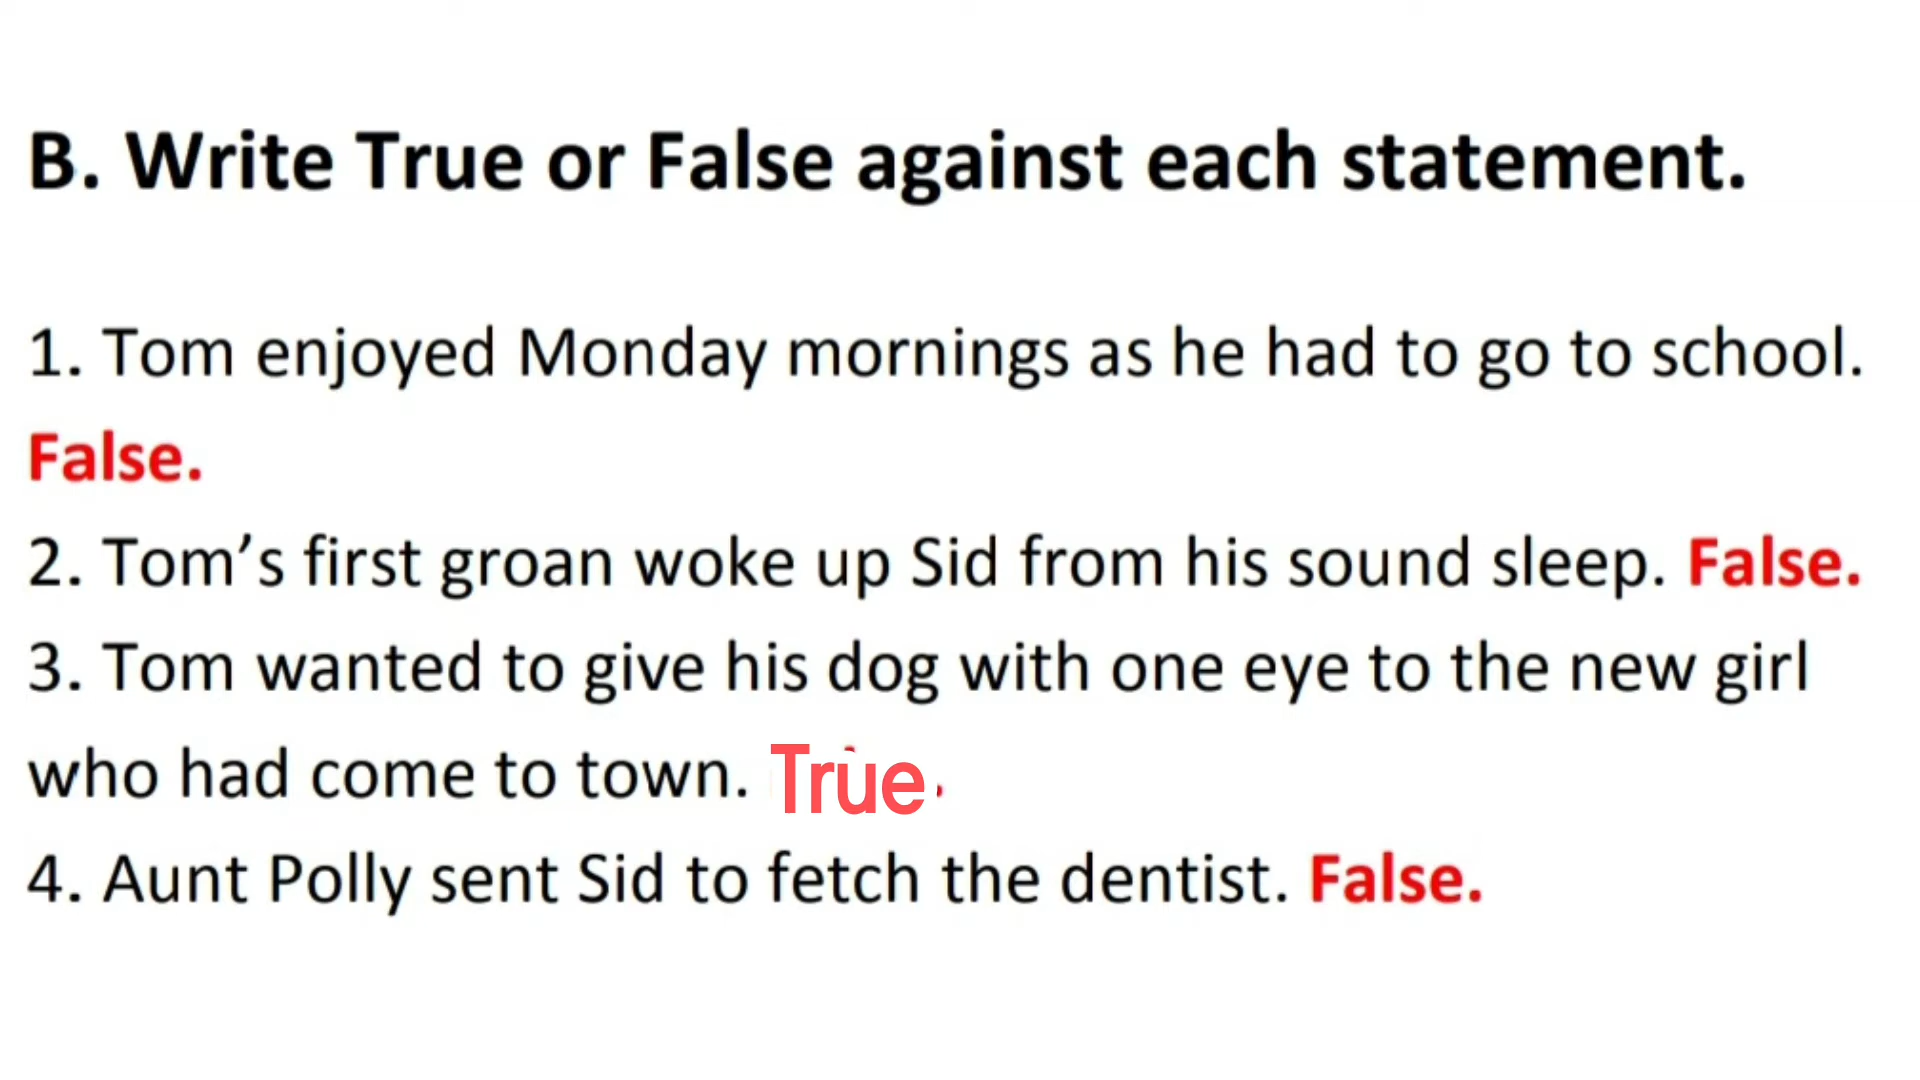 B. Write True or False against each statement.
1. Tom enjoyed Monday mornings as he had to go to school.
False.
2. Tom’s first groan woke up Sid from his sound sleep. False.
3. Tom wanted to give his dog with one eye to the new girl
who had come to town. True.
4. Aunt Polly sent Sid to fetch the dentist. False.